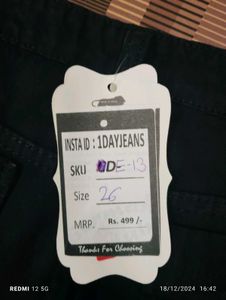 INSTA ID : 1DAYJEANS
SKU DE-13
Size 26
MRP. Rs. 499 /-
Thanks For Choosing
REDMI 12 5G
18/12/2024 16:42